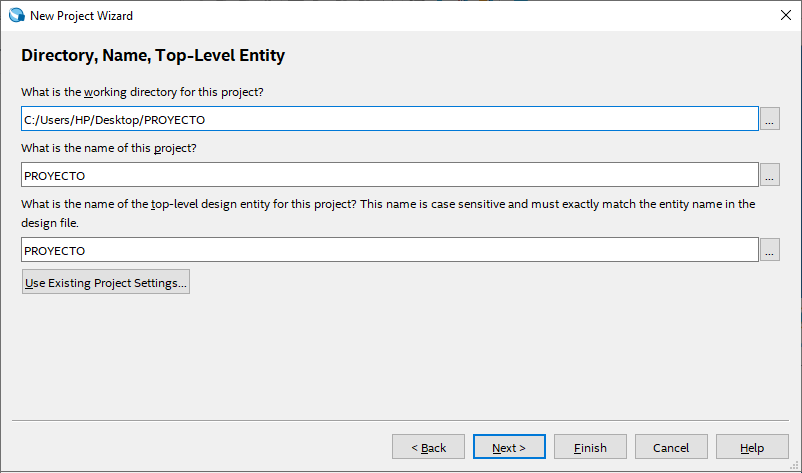 New Project Wizard
Directory, Name, Top-Level Entity
What is the working directory for this project?
C:/Users/HP/Desktop/PROYECTO
...
What is the name of this project?
PROYECTO
...
What is the name of the top-level design entity for this project? This name is case sensitive and must exactly match the entity name in the
design file.
PROYECTO
...
Use Existing Project Settings...
< Back
Next >
Finish
Cancel
Help